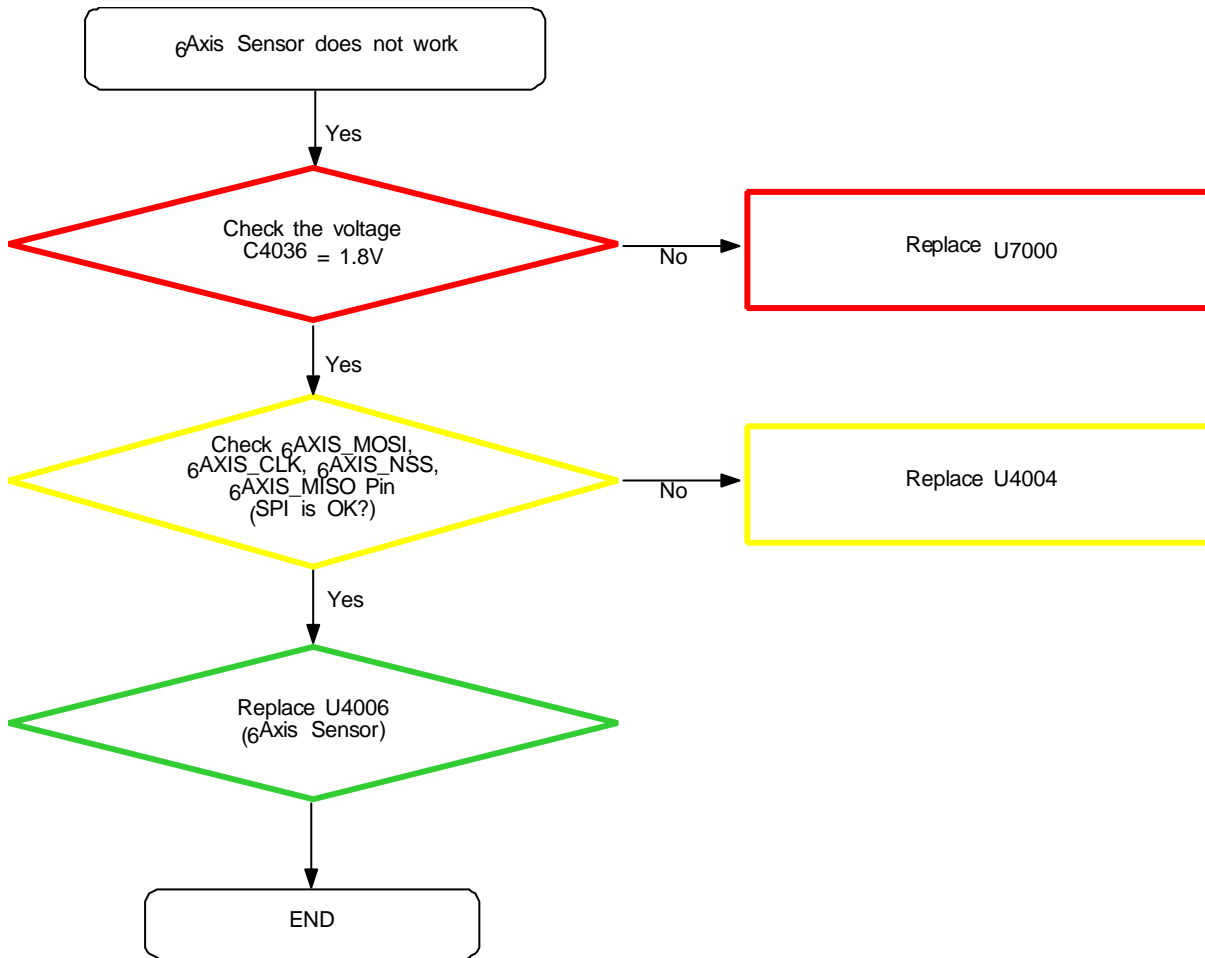 6Axis Sensor does not work
Yes
Check the voltage
C4036 = 1.8V
No
Replace U7000
Yes
Check 6AXIS_MOSI,
6AXIS_CLK, 6AXIS_NSS,
6AXIS_MISO Pin
(SPI is OK?)
No
Replace U4004
Yes
Replace U4006
(6Axis Sensor)
END